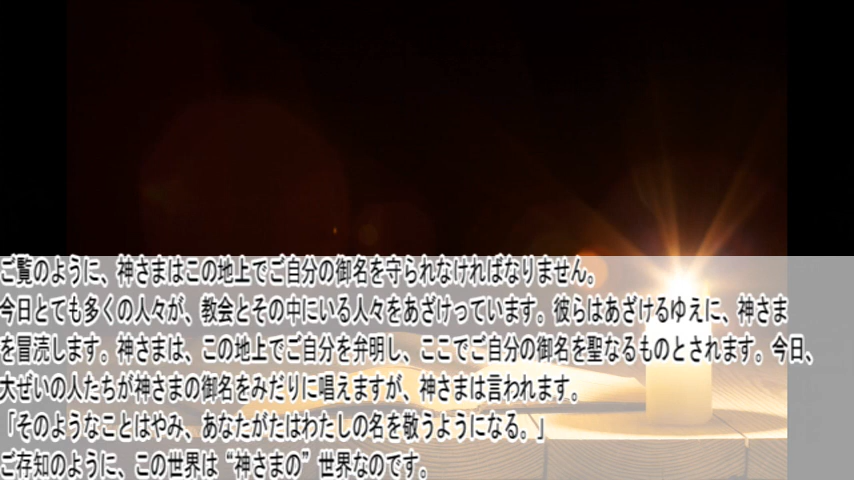 ご覧のように、神さまはこの地上でご自分の御名を守られなければなりません。
今日とても多くの人々が、教会とその中にいる人々をあざけっています。彼らはあざけるゆえに、神さま
を冒涜します。神さまは、この地上でご自分を弁明し、ここでご自分の御名を聖なるものとされます。今日、
大ぜいの人たちが神さまの御名をみだりに唱えますが、神さまは言われます。
「そのようなことはやみ、あなたがたはわたしの名を敬うようになる。」
ご存知のように、この世界は“神さまの”世界なのです。